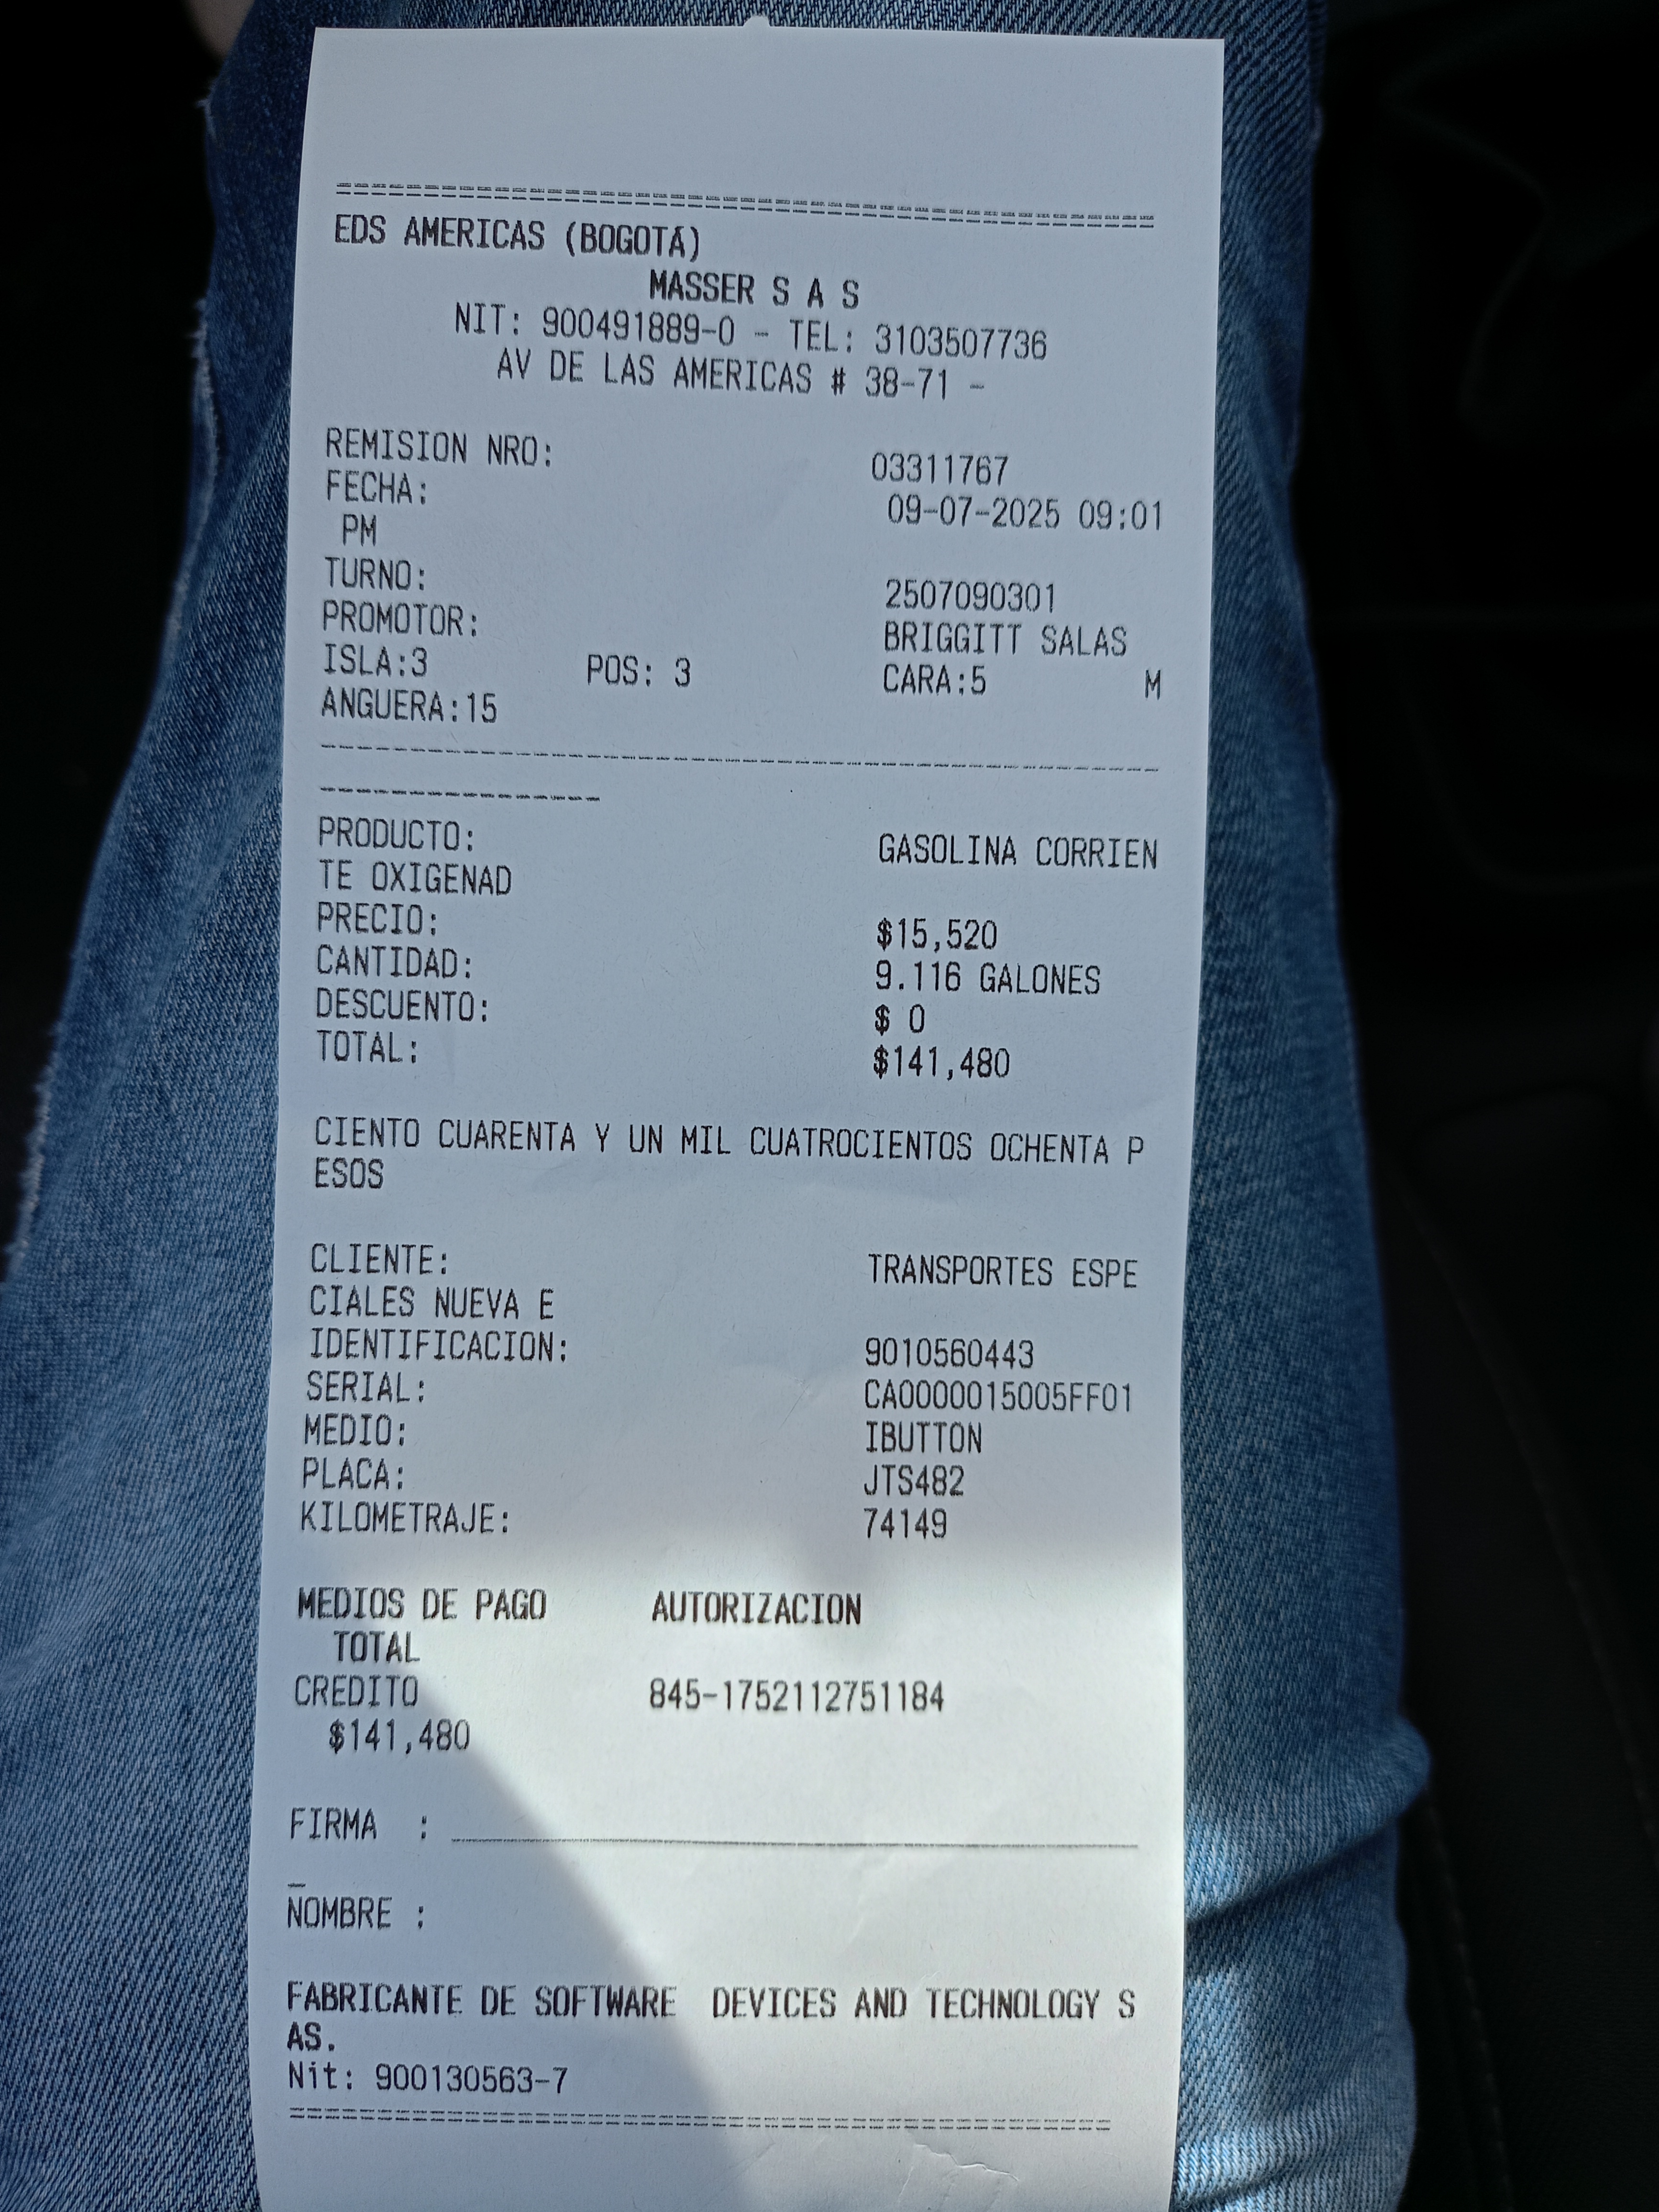 EDS AMERICAS (BOGOTÁ)
MASSER S A S
NIT: 900491889-0 - TEL: 3103507736
AV DE LAS AMERICAS # 38-71 -
REMISION NRO: 03311767
FECHA: 09-07-2025 09:01
PM
TURNO: 2507090301
PROMOTOR: BRIGGITT SALAS
ISLA:3 POS: 3 CARA:5 M
ANGUERA:15
PRODUCTO: GASOLINA CORRIEN
TE OXIGENAD
PRECIO: $15,520
CANTIDAD: 9.116 GALONES
DESCUENTO: $ 0
TOTAL: $141,480
CIENTO CUARENTA Y UN MIL CUATROCIENTOS OCHENTA P
ESOS
CLIENTE: TRANSPORTES ESPE
CIALES NUEVA E
IDENTIFICACION: 9010560443
SERIAL: CA0000015005FF01
MEDIO: IBUTTON
PLACA: JTS482
KILOMETRAJE: 74149
MEDIOS DE PAGO AUTORIZACION
TOTAL
CREDITO 845-1752112751184
$141,480
FIRMA : _______________
_
NOMBRE :
FABRICANTE DE SOFTWARE DEVICES AND TECHNOLOGY S
AS.
Nit: 900130563-7